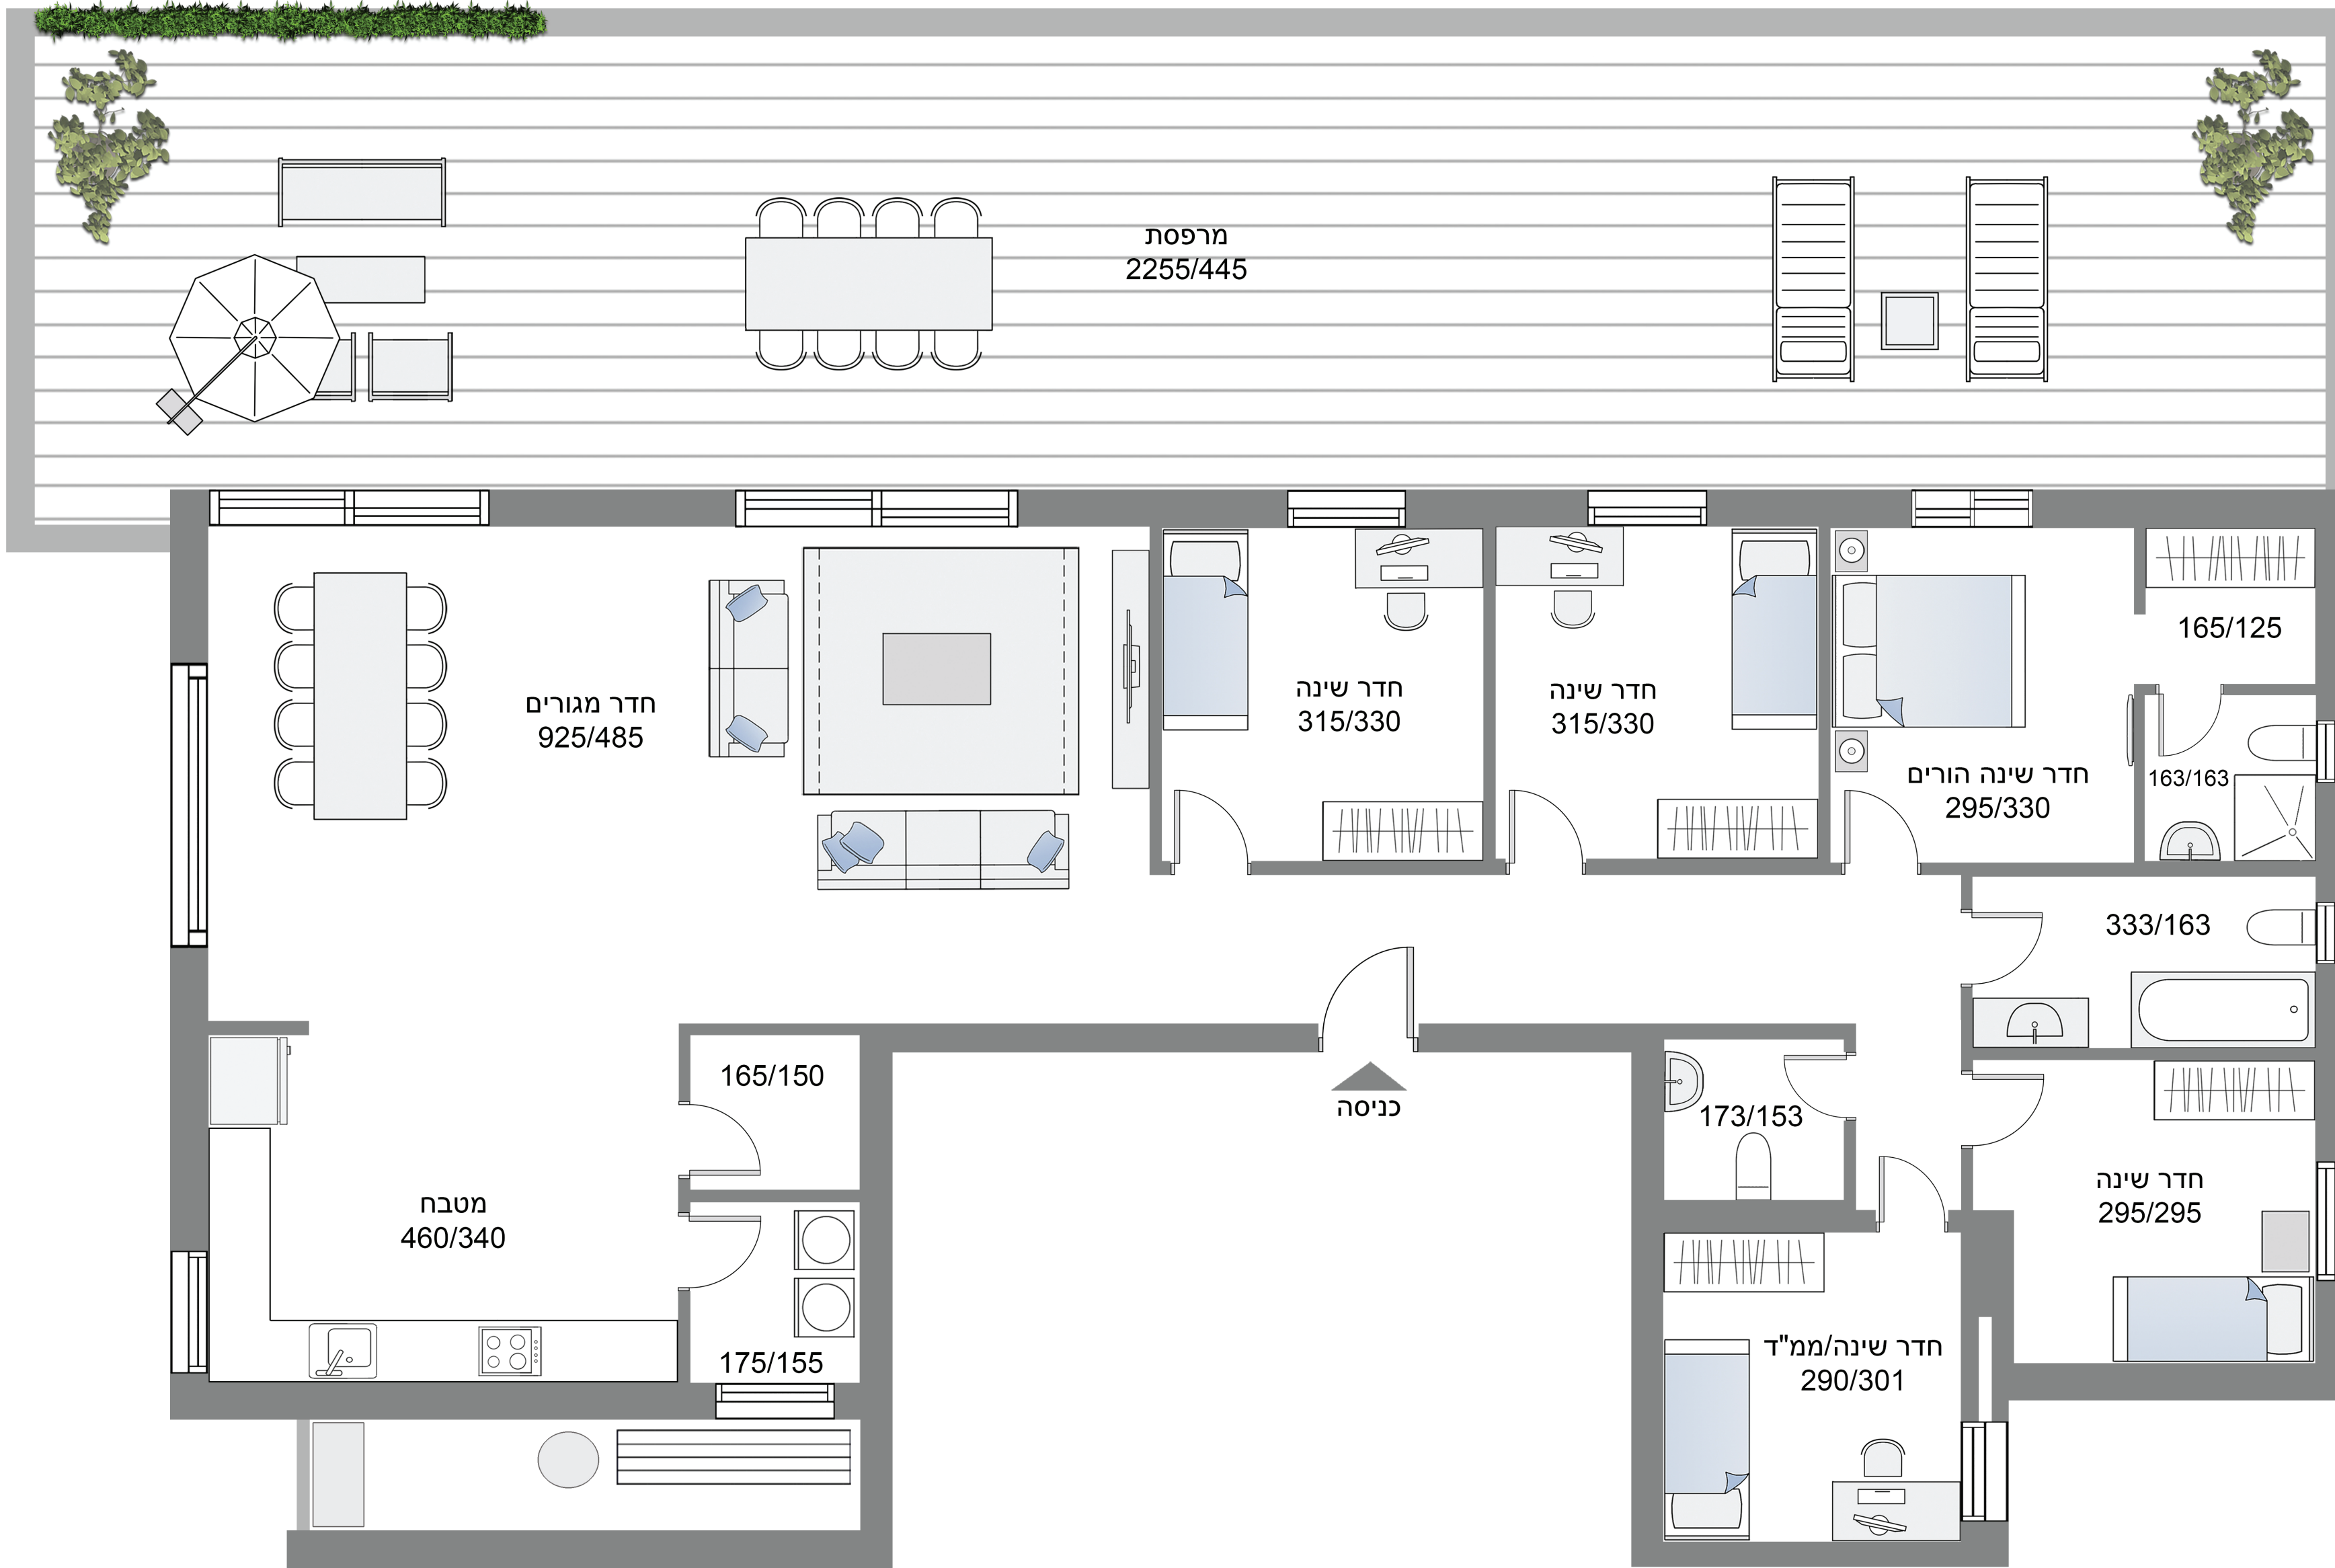 מרפסת
2255/445
חדר מגורים
925/485
חדר שינה
315/330
חדר שינה
315/330
חדר שינה הורים
295/330
165/125
163/163
333/163
165/150
כניסה
173/153
חדר שינה
295/295
מטבח
460/340
175/155
חדר שינה/ממ"ד
290/301